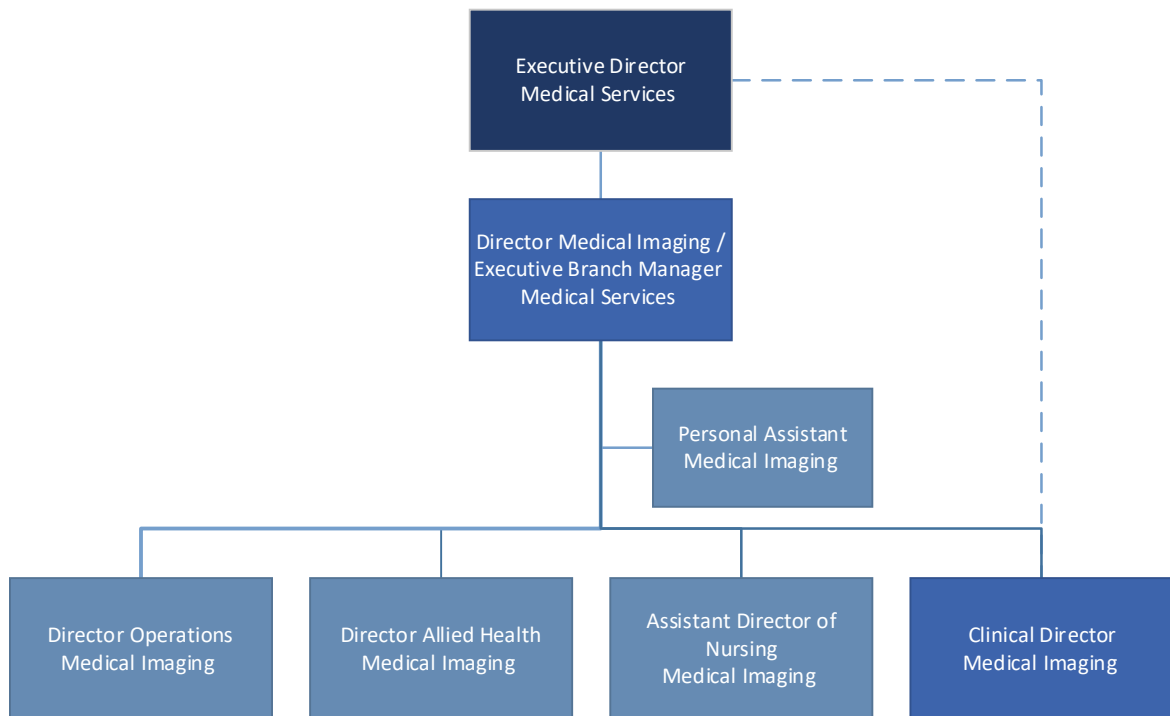 Executive Director
Medical Services
Director Medical Imaging /
Executive Branch Manager
Medical Services
Personal Assistant
Medical Imaging
Director Operations
Medical Imaging
Director Allied Health
Medical Imaging
Assistant Director of
Nursing
Medical Imaging
Clinical Director
Medical Imaging